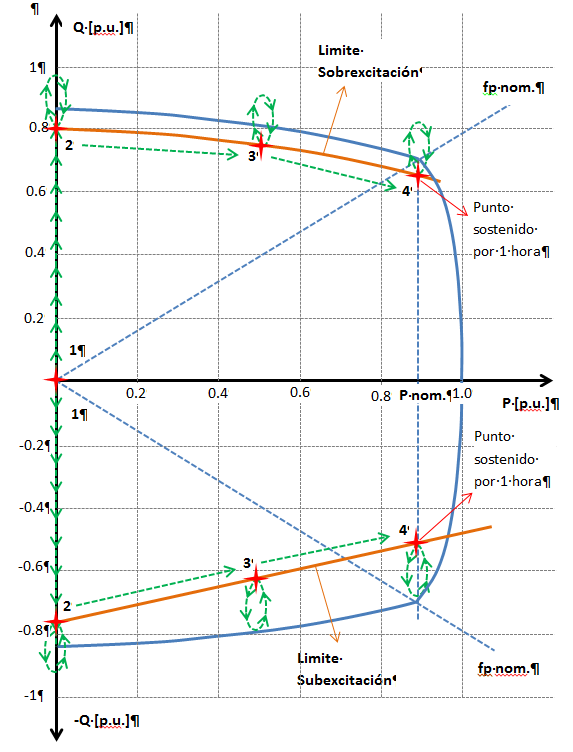 ¶
Q·[p.u.]¶
Limite·
Sobrexcitación¶
fp·nom.¶
1¶
0.8
2
3¶
4¶
0.6
Punto·
sostenido
por·1·hora¶
0.4
0.2
1¶
0.2
0.4
0.6
0.8
P·nom.¶
1.0
P·[p.u.]¶
1¶
-0.2¶
Punto·
sostenido
por·1·hora¶
-0.4¶
4¶
-0.6¶
3¶
2
-0.8¶
Limite·
Subexcitación¶
fp·nom.¶
-1¶
-Q·[p.u.]¶